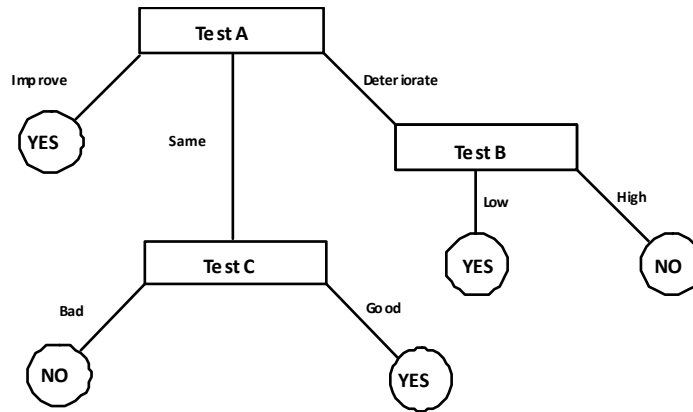 Test A
Improve
Deteriorate
YES
Same
Test B
Low
High
YES
NO
Test C
Bad
Good
NO
YES